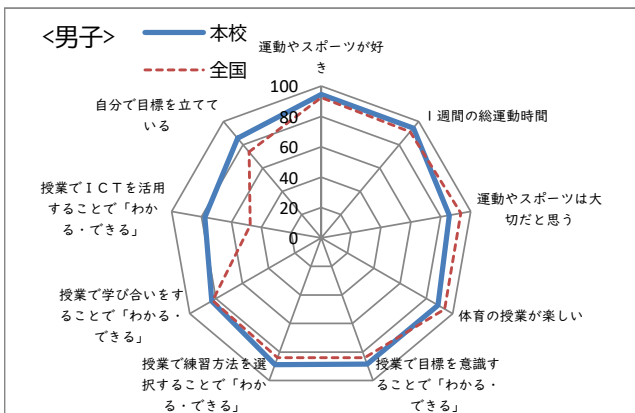 <男子>
本校
全国
運動やスポーツが好
き
1週間の総運動時間
運動やスポーツは大
切だと思う
体育の授業が楽しい
授業で目標を意識す
ることで「わかる・
できる」
授業で練習方法を選
択することで「わか
る・できる」
授業で学び合いをす
ることで「わかる・
できる」
授業でICTを活用
することで「わか
る・できる」
自分で目標を立てて
いる
100
80
60
40
20
0